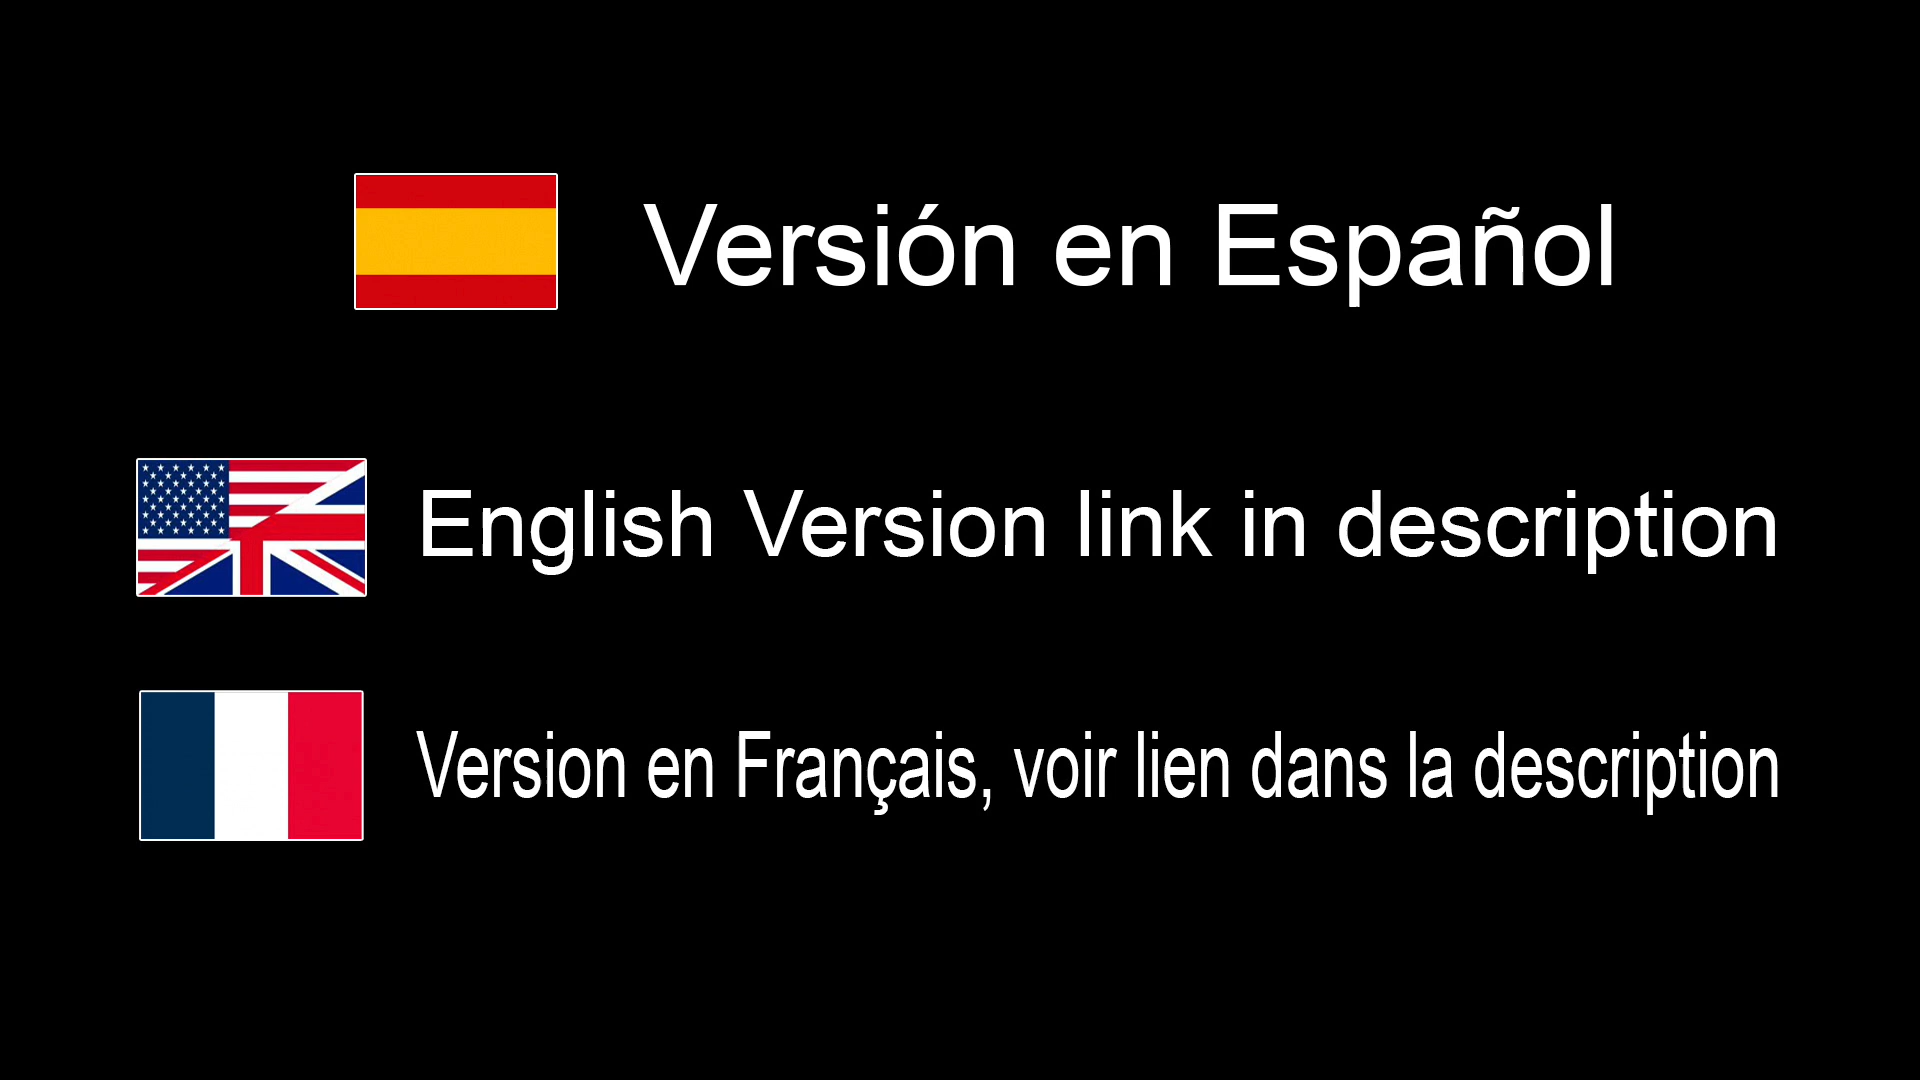 Versión en Español
English Version link in description
Version en Français, voir lien dans la description